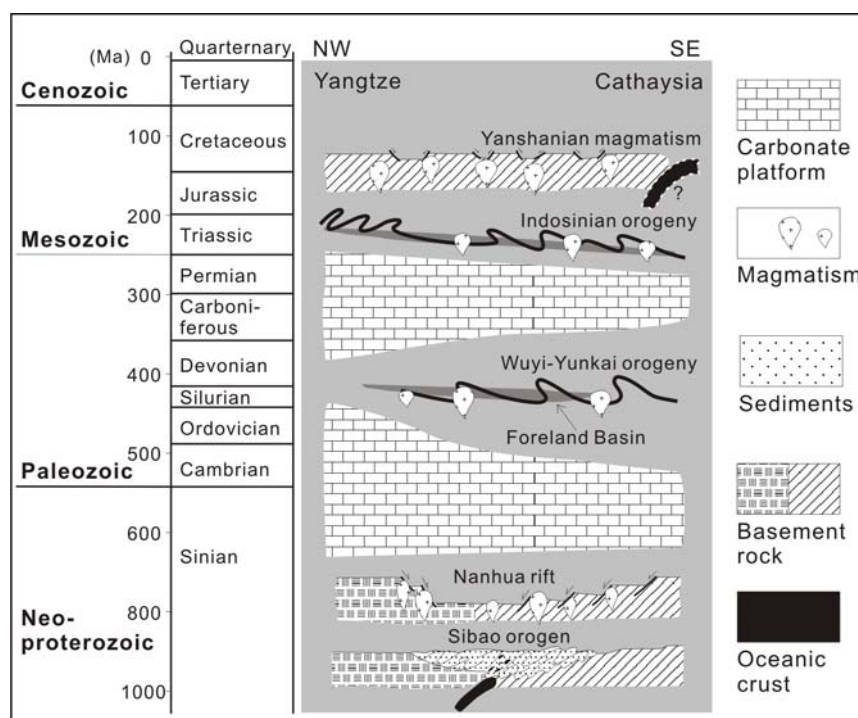 (Ma) 0
Quarternary
NW
SE
Tertiary
Yangtze
Cathaysia
Cenozoic
100
Cretaceous
Yanshanian magmatism
Carbonate
platform
Jurassic
?
200
Indosinian orogeny
Mesozoic
Triassic
Magmatism
Permian
300
Carboni-
ferous
Devonian
Wuyi-Yunkai orogeny
400
Silurian
Sediments
Ordovician
Foreland Basin
500
Paleozoic
Cambrian
600
Basement
rock
Sinian
Nanhua rift
800
Neo-
proterozoic
Sibao orogen
Oceanic
crust
1000